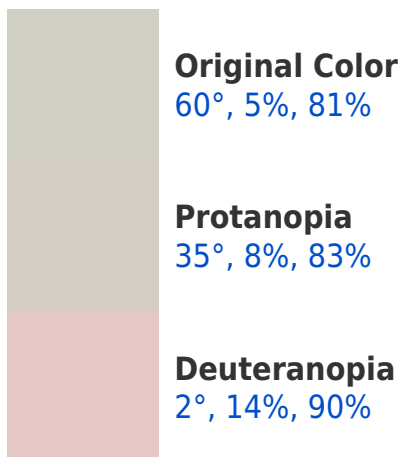 Original Color
60°, 5%, 81%
Protanopia
35°, 8%, 83%
Deuteranopia
2°, 14%, 90%